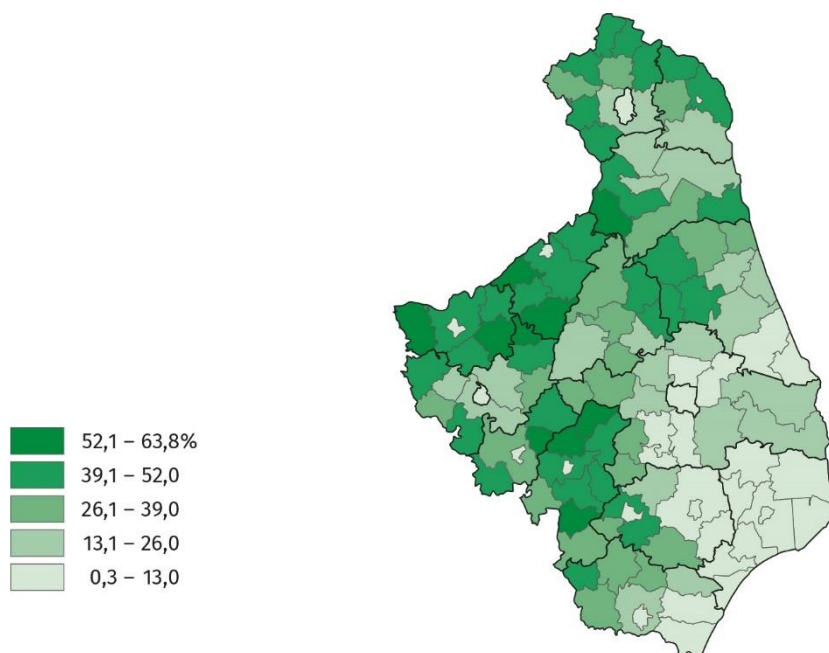 52,1 – 63,8%
39,1 – 52,0
26,1 – 39,0
13,1 – 26,0
0,3 – 13,0